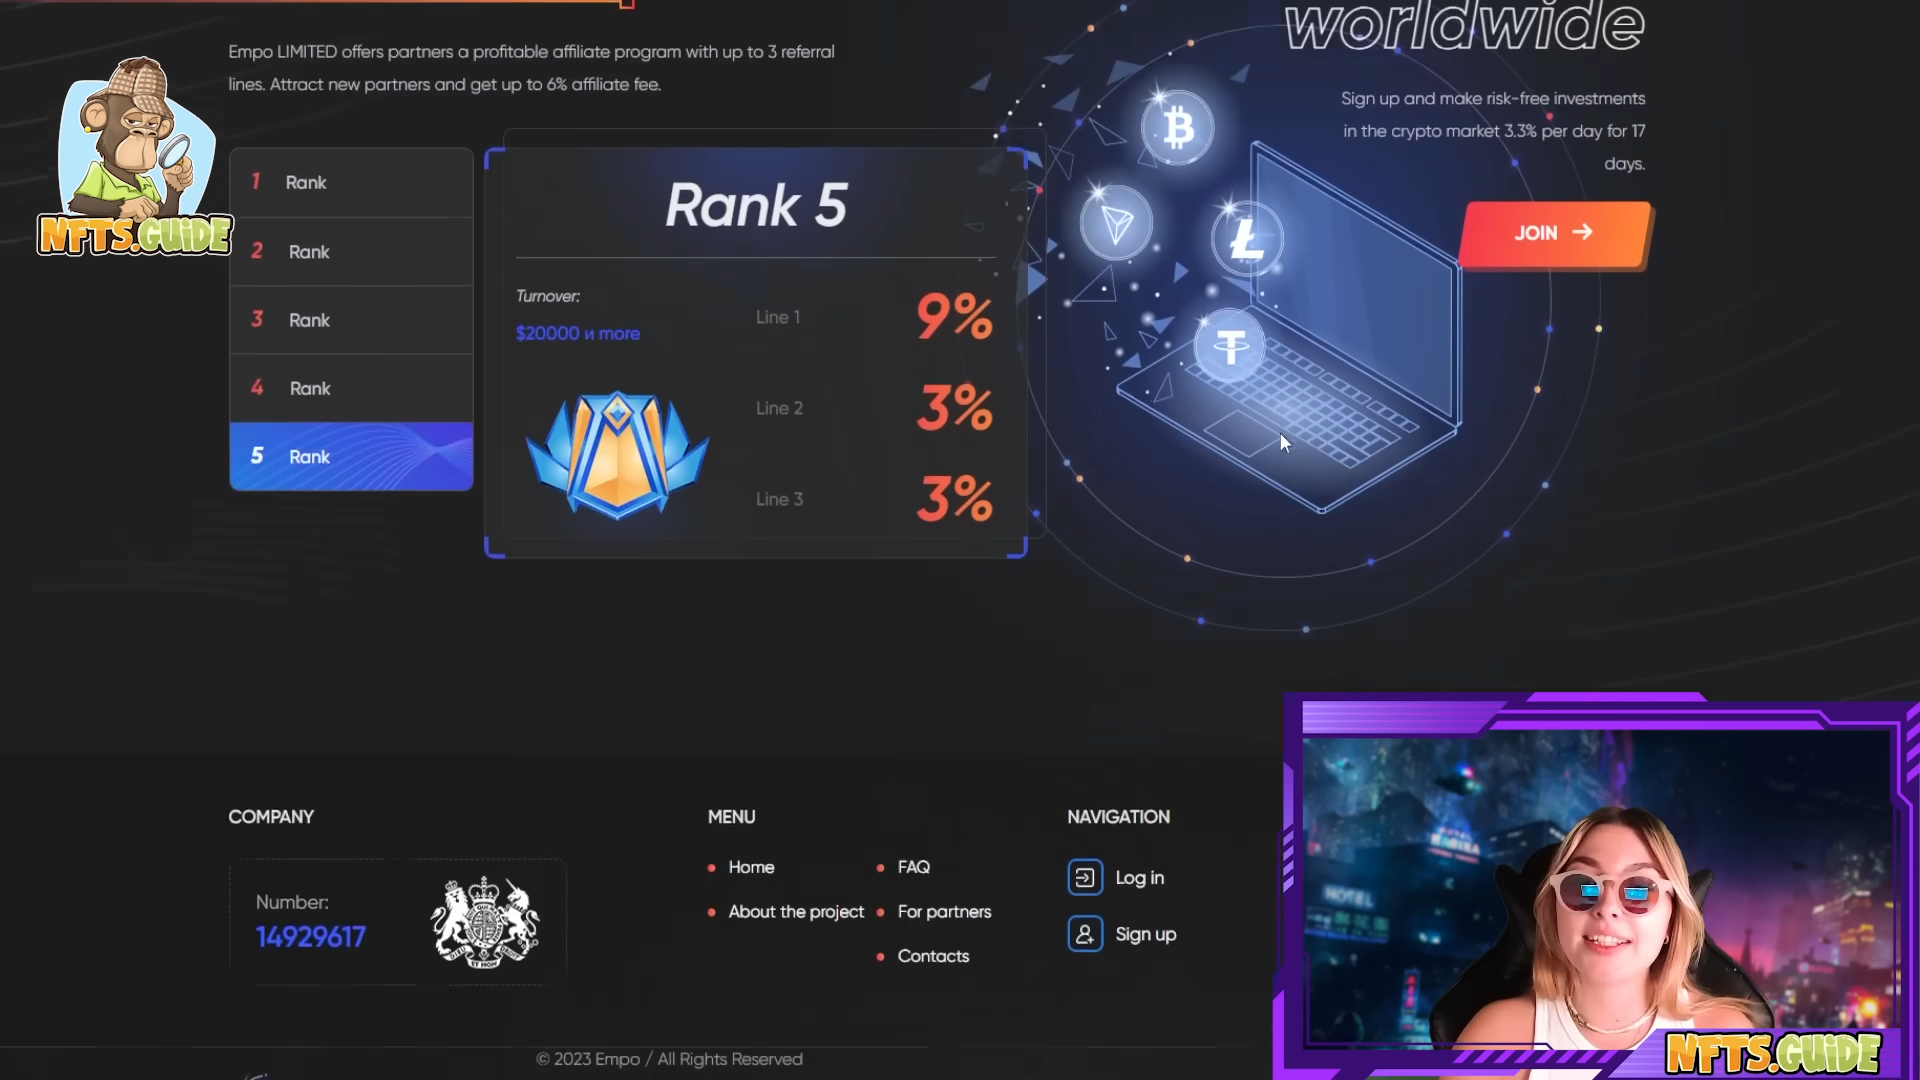 worldwide
Empo LIMITED offers partners a profitable affiliate program with up to 3 referral
lines. Attract new partners and get up to 6% affiliate fee.
Sign up and make risk-free investments
in the crypto market 3.3% per day for 17
days.
JOIN
NFTS.GUiDE
1 Rank
2 Rank
3 Rank
4 Rank
5 Rank
Rank 5
Turnover:
$20000 и more
Line 1 9%
Line 2 3%
Line 3 3%
COMPANY
Number:
14929617
MENU
Home
About the project
FAQ
For partners
Contacts
NAVIGATION
Log in
Sign up
© 2023 Empo / All Rights Reserved
HOTEL
NFTS.GUiDE